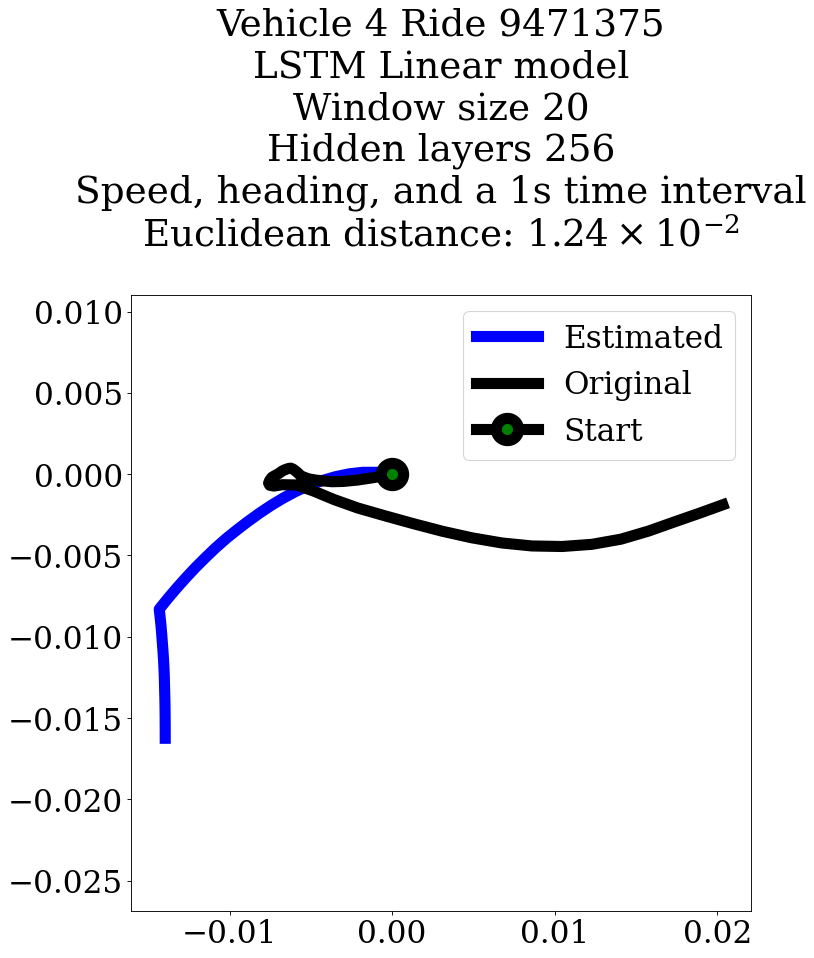 Vehicle 4 Ride 9471375
LSTM Linear model
Window size 20
Hidden layers 256
Speed, heading, and a 1s time interval
Euclidean distance: 1.24 × 10⁻²
Estimated
Original
Start
0.010
0.005
0.000
−0.005
−0.010
−0.015
−0.020
−0.025
−0.01 0.00 0.01 0.02